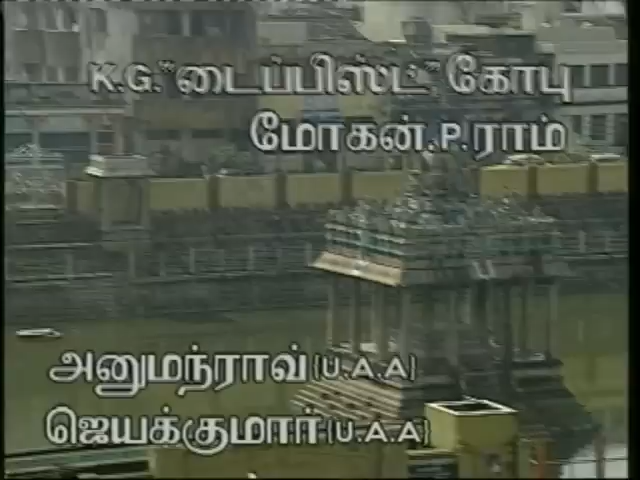 K.G."டைப்பிஸ்ட்" கோபு
மோகன்.P.ராம்
அனுமந்ராவ்(U.A.A)
ஜெயக்குமார்(U.A.A)